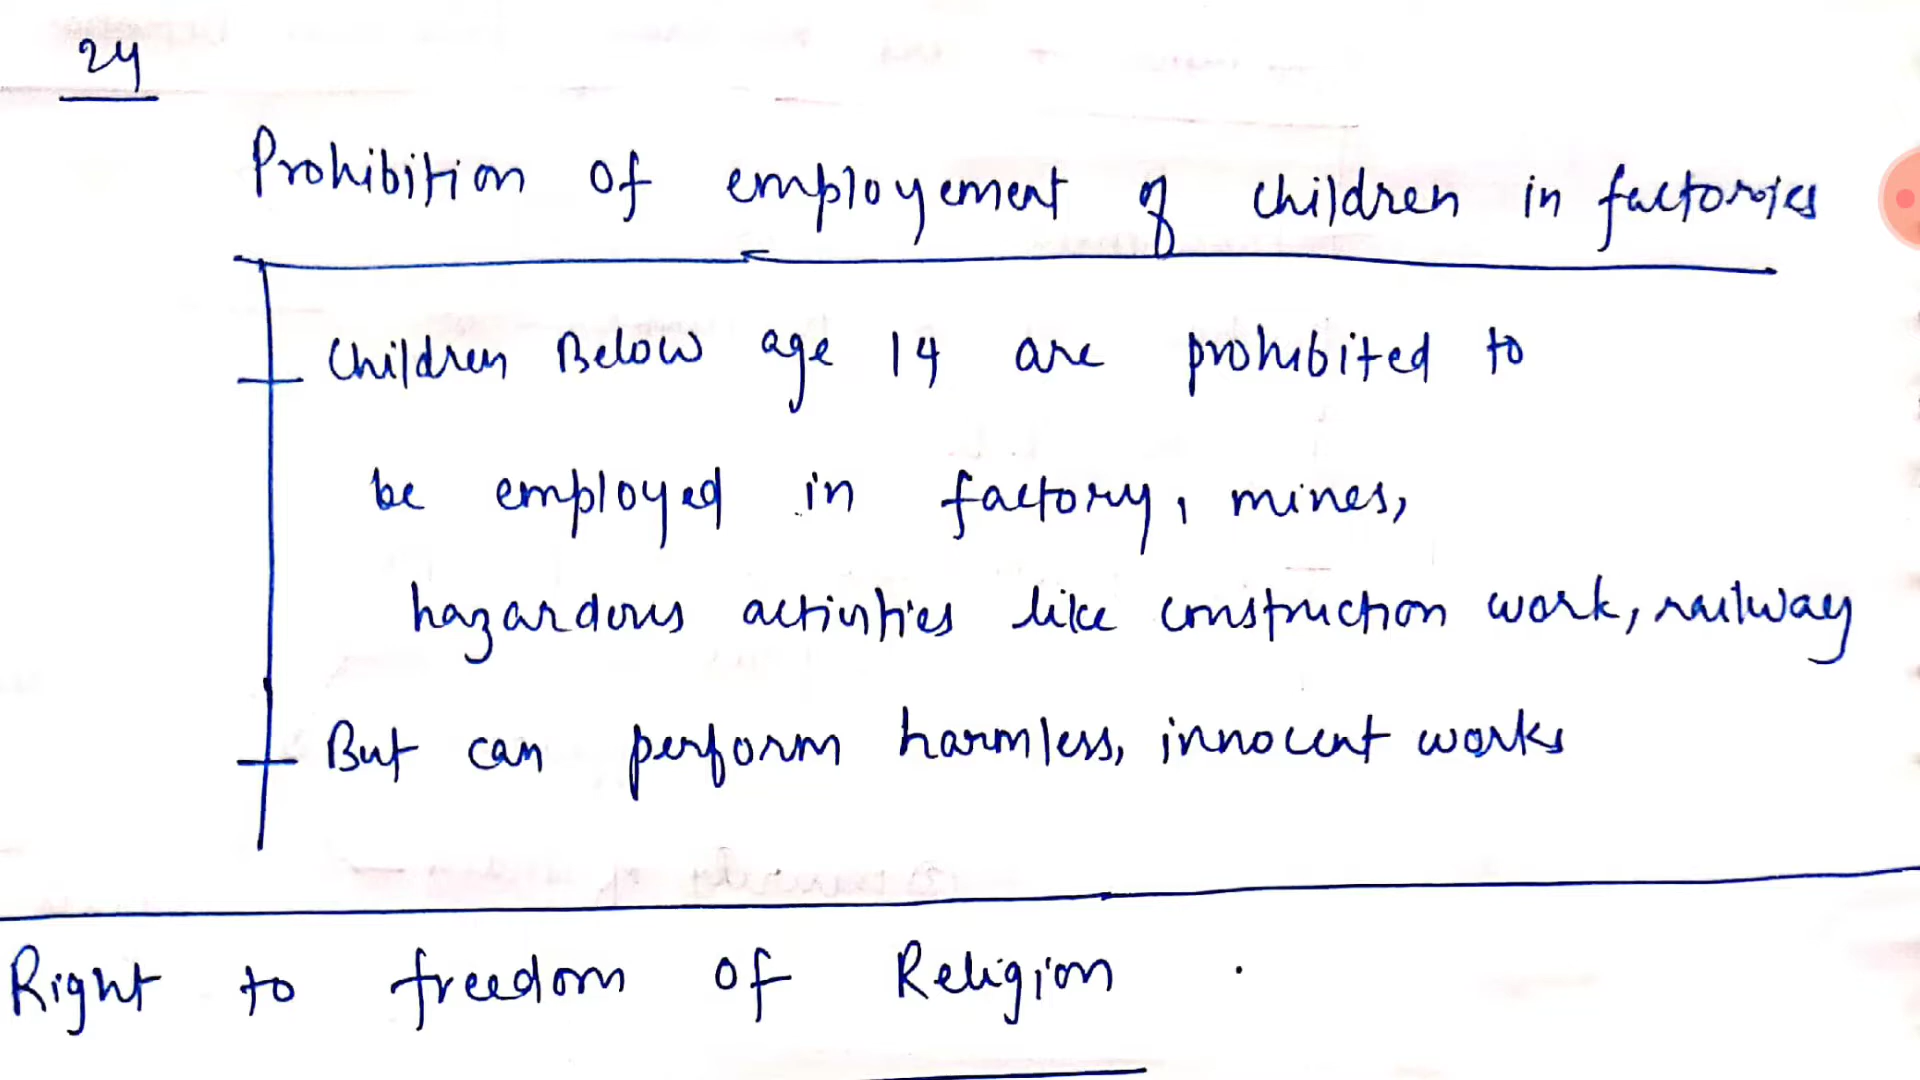 24
Prohibition of employement of children in factories
Children Below age 14 are prohibited to
be employed in factory, mines,
hazardous activities like construction work, railway
But can perform harmless, innocent works
Right to freedom of Religion